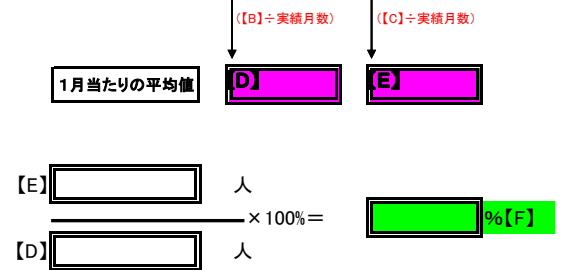 (【B】÷実績月数) (【C】÷実績月数)
１月当たりの平均値 【D】 【E】
【E】 人
×100%＝ %【F】
【D】 人